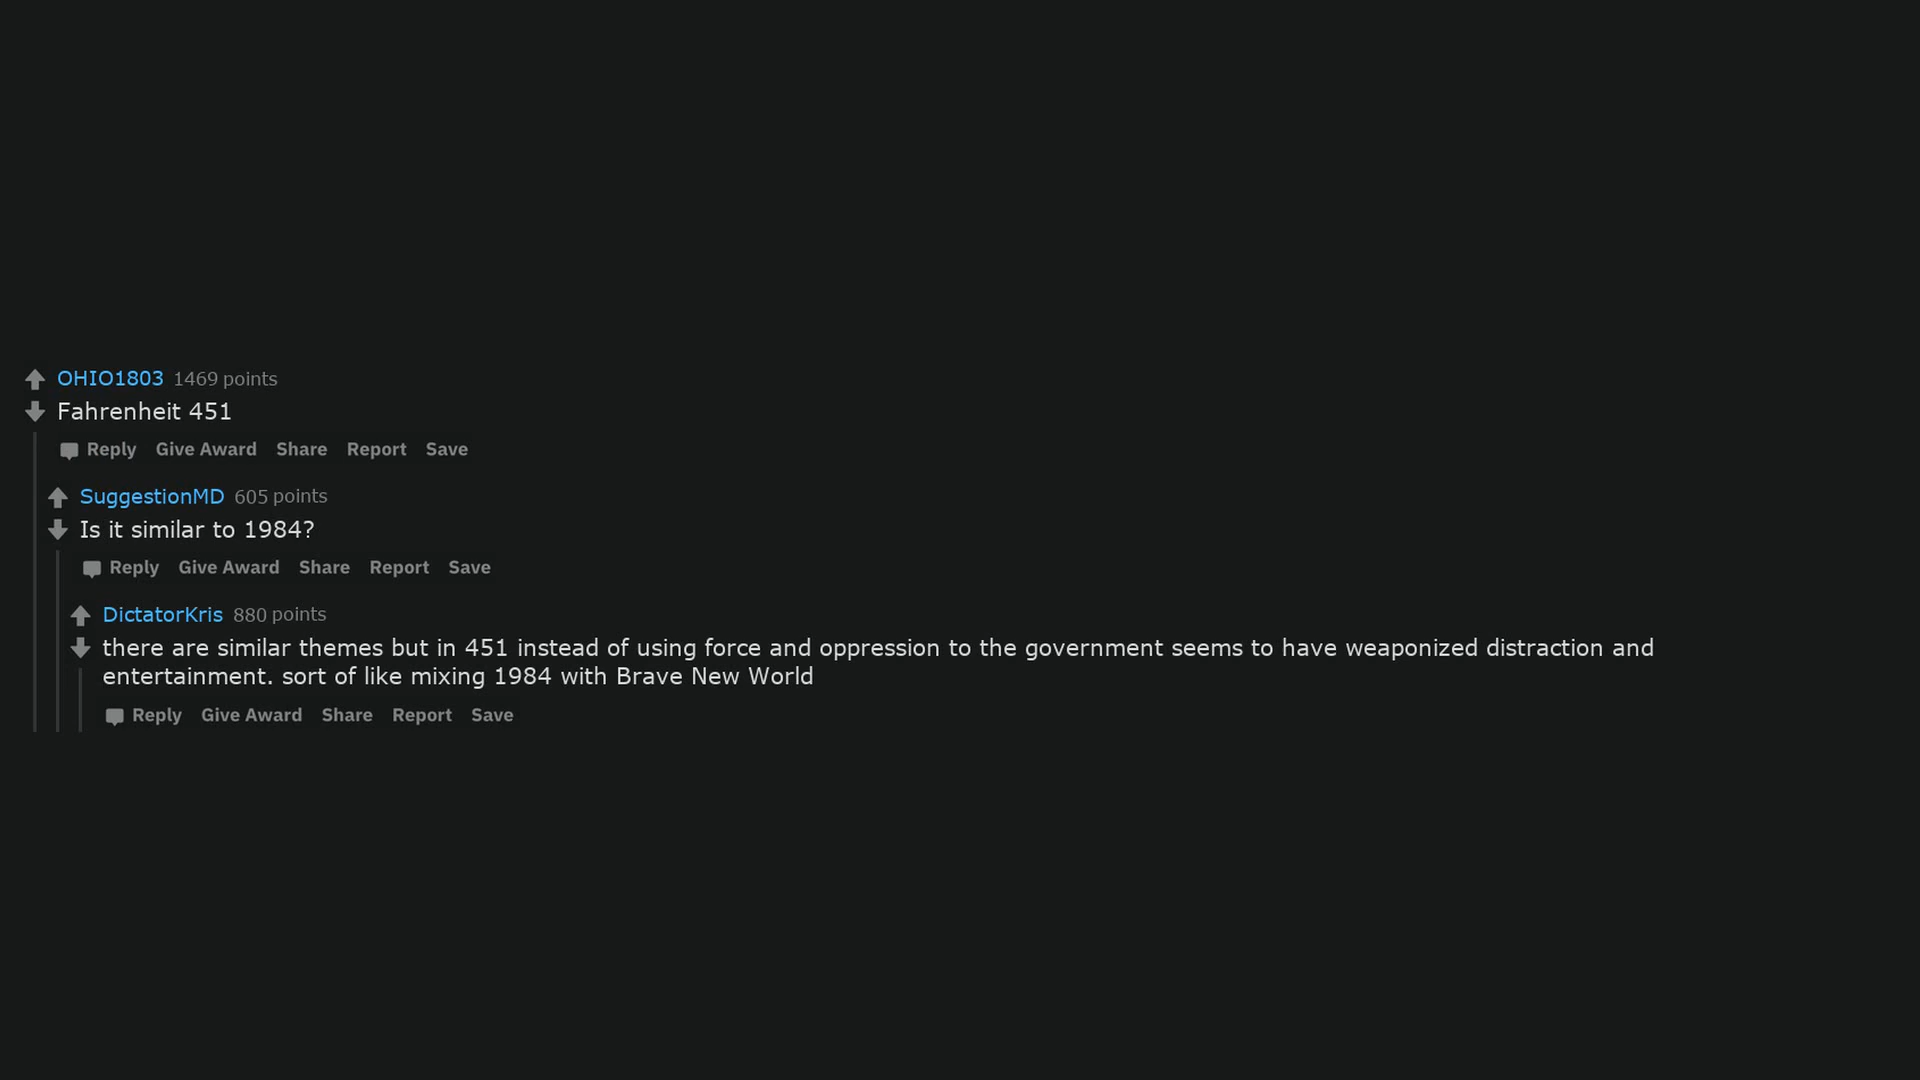 OHIO1803 1469 points
Fahrenheit 451
Reply Give Award Share Report Save
SuggestionMD 605 points
Is it similar to 1984?
Reply Give Award Share Report Save
DictatorKris 880 points
there are similar themes but in 451 instead of using force and oppression to the government seems to have weaponized distraction and
entertainment. sort of like mixing 1984 with Brave New World
Reply Give Award Share Report Save